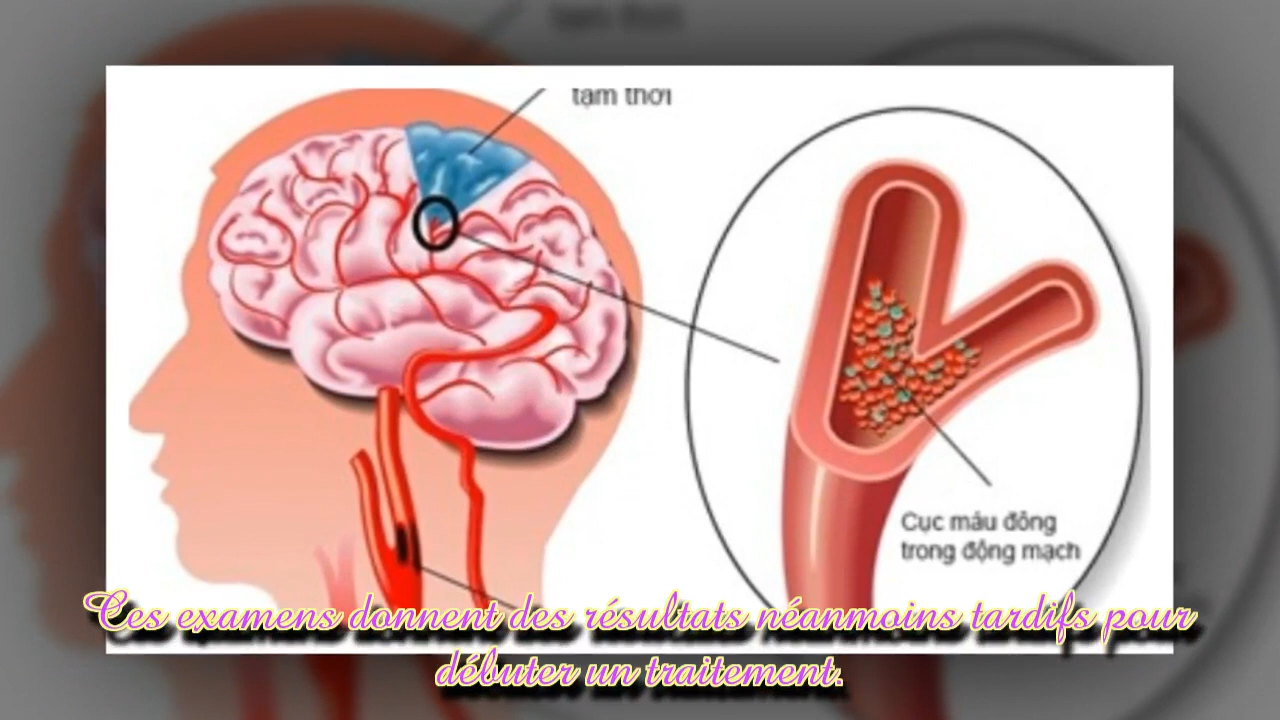 tạm thời
Cục máu đông
trong động mạch
Ces examens donnent des résultats néanmoins tardifs pour
débuter un traitement.